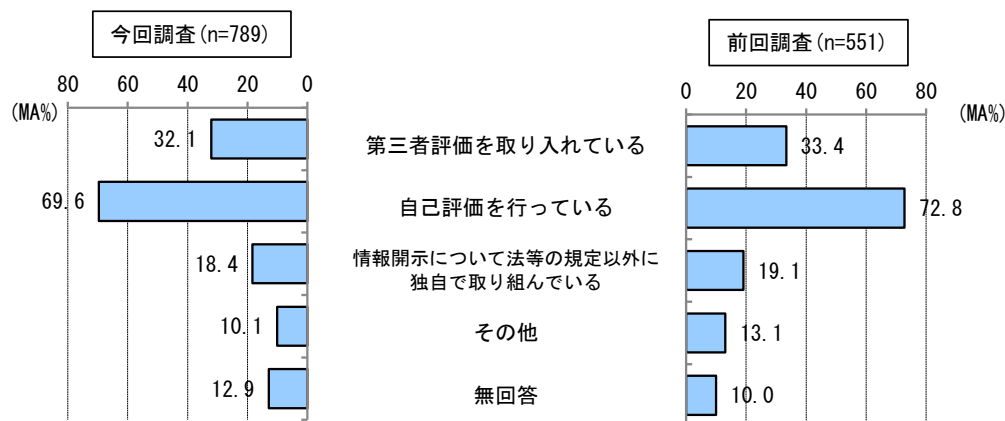 今回調査(n=789)
前回調査(n=551)
80 60 40 20 0
0 20 40 60 80
(MA%)
(MA%)
32.1
第三者評価を取り入れている
33.4
69.6
自己評価を行っている
72.8
18.4
情報開示について法等の規定以外に
独自で取り組んでいる
19.1
10.1
その他
13.1
12.9
無回答
10.0